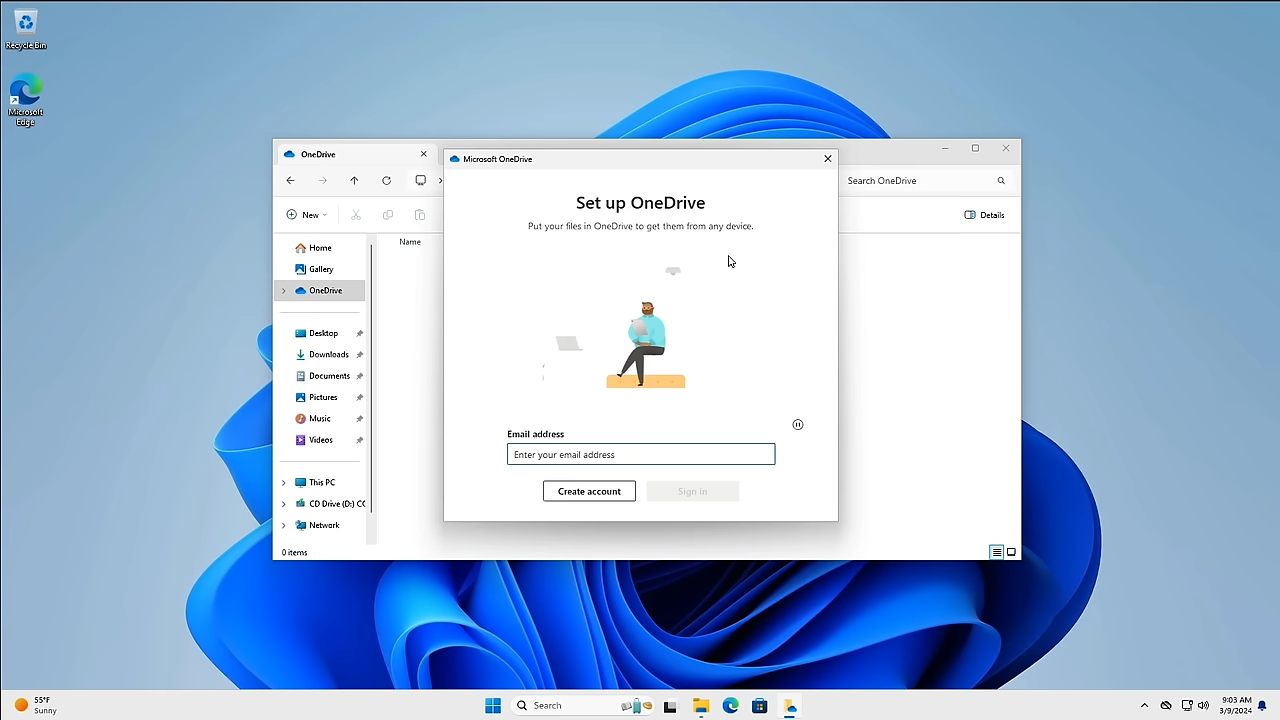 Recycle Bin
Microsoft
Edge
OneDrive
Microsoft OneDrive
Search OneDrive
New
Details
Set up OneDrive
Put your files in OneDrive to get them from any device.
Name
Home
Gallery
OneDrive
Desktop
Downloads
Documents
Pictures
Music
Videos
This PC
CD Drive (D:) CC
Network
Email address
Enter your email address
Create account
Sign in
0 items
55°F
Sunny
Search
9:03 AM
3/9/2024